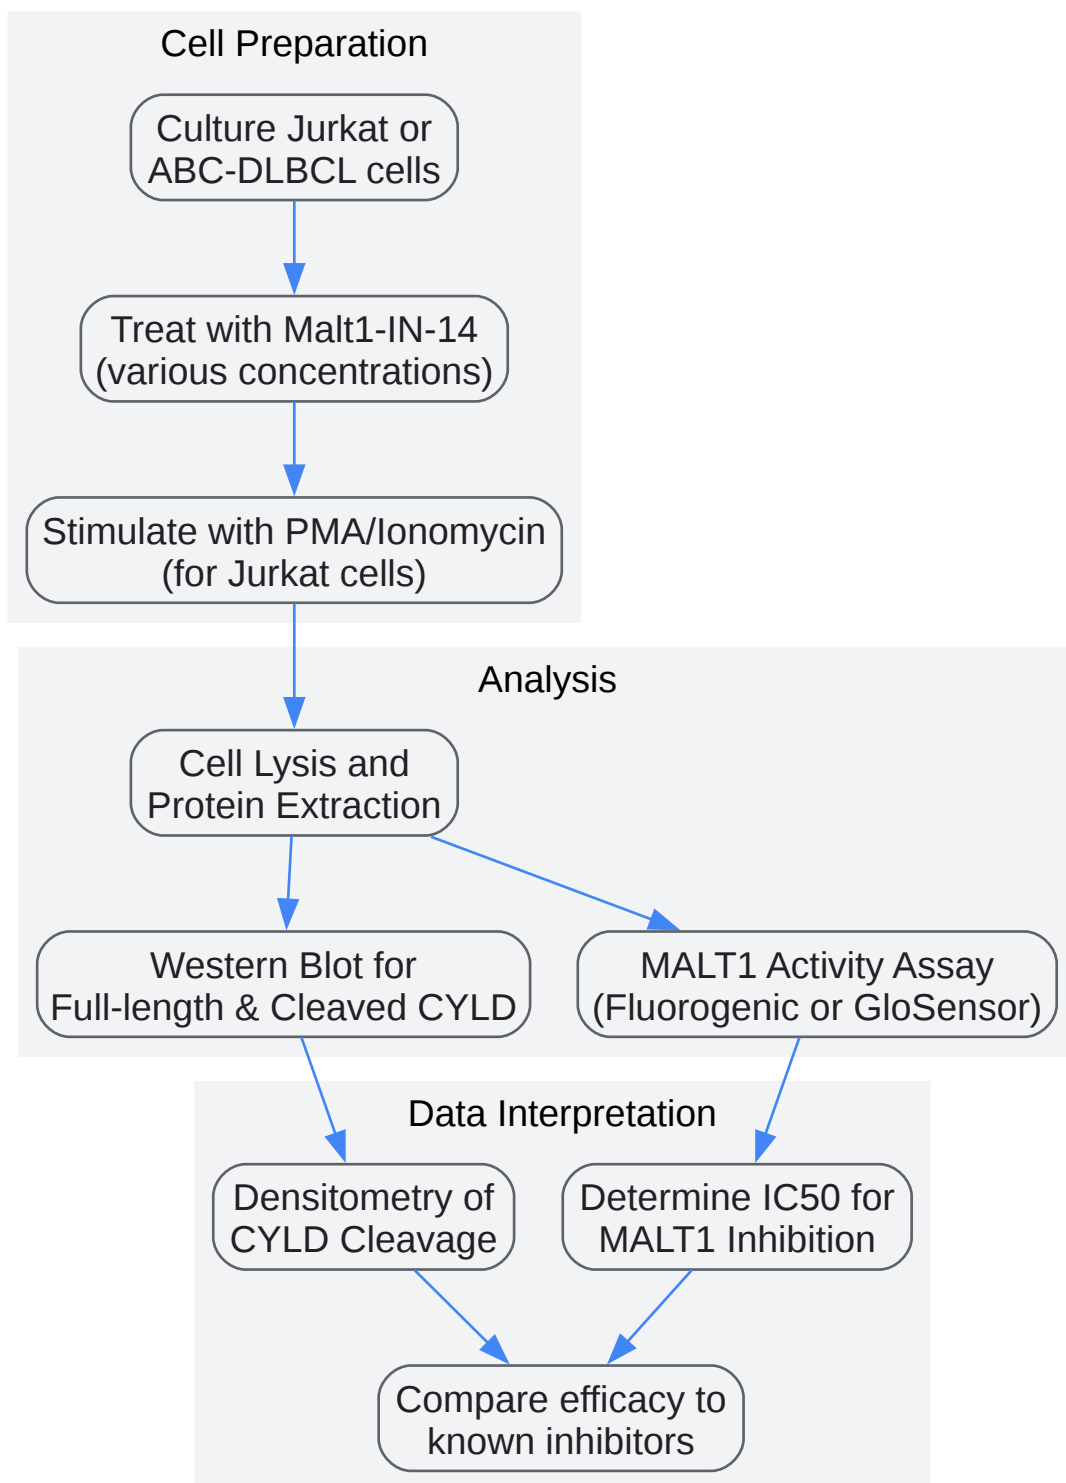 Cell Preparation
Culture Jurkat or
ABC-DLBCL cells
Treat with Malt1-IN-14
(various concentrations)
Stimulate with PMA/Ionomycin
(for Jurkat cells)
Analysis
Cell Lysis and
Protein Extraction
Western Blot for
Full-length & Cleaved CYLD
MALT1 Activity Assay
(Fluorogenic or GloSensor)
Data Interpretation
Densitometry of
CYLD Cleavage
Determine IC50 for
MALT1 Inhibition
Compare efficacy to
known inhibitors